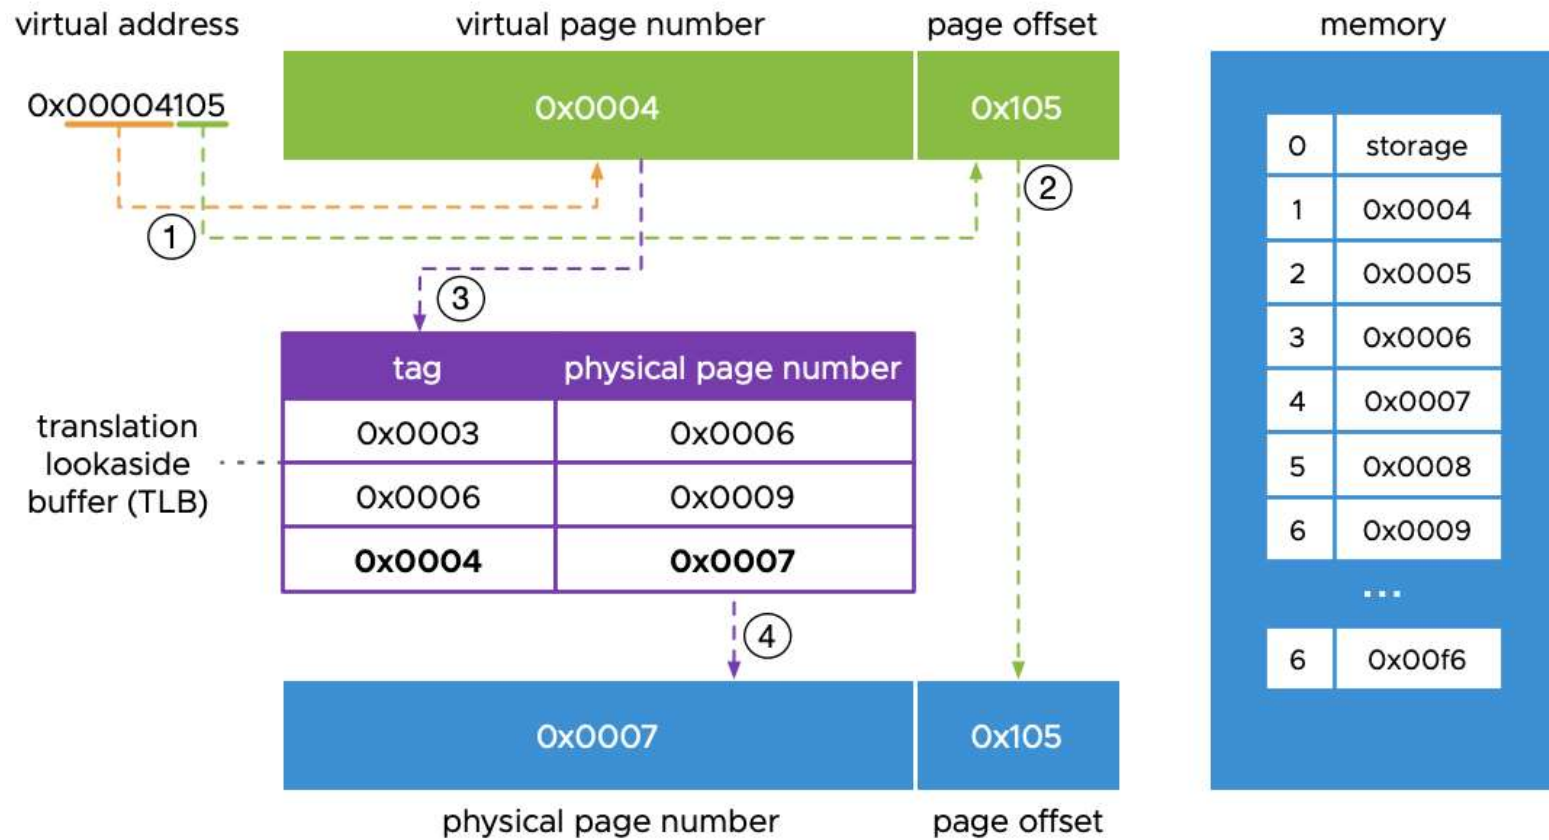 virtual address
virtual page number
page offset
memory
0x00004105
0x0004
0x105
1
2
3
tag
physical page number
0x0003
0x0006
0x0006
0x0009
0x0004
0x0007
translation
lookaside
buffer (TLB)
4
0x0007
0x105
physical page number
page offset
0 storage
1 0x0004
2 0x0005
3 0x0006
4 0x0007
5 0x0008
6 0x0009
...
6 0x00f6